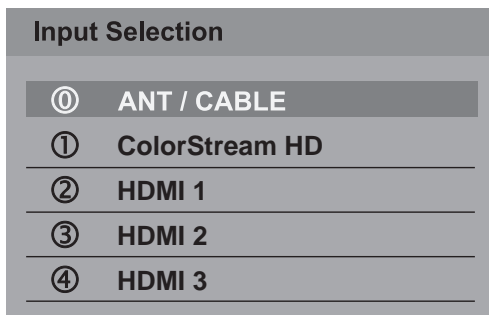 Input Selection
⓪ ANT / CABLE
① ColorStream HD
② HDMI 1
③ HDMI 2
④ HDMI 3